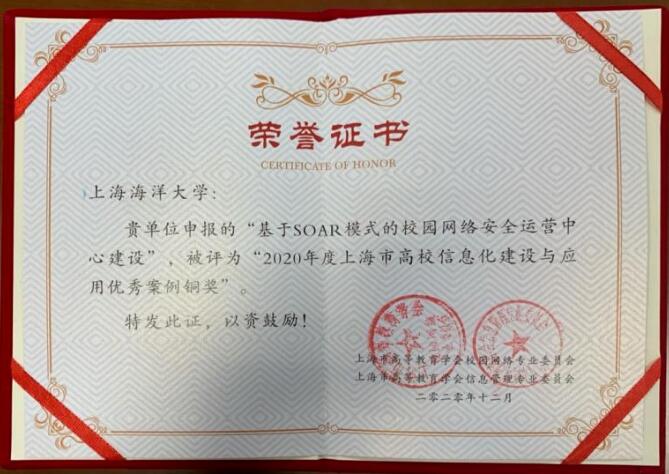 荣誉证书
CERTIFICATE OF HONOR
上海海洋大学：
贵单位申报的“基于SOAR模式的校园网络安全运营中
心建设”，被评为“2020年度上海市高校信息化建设与应
用优秀案例铜奖”。
特发此证，以资鼓励！
上海市高等教育学会校园网络专业委员会
上海市高等教育学会信息管理专业委员会
二〇二〇年十二月